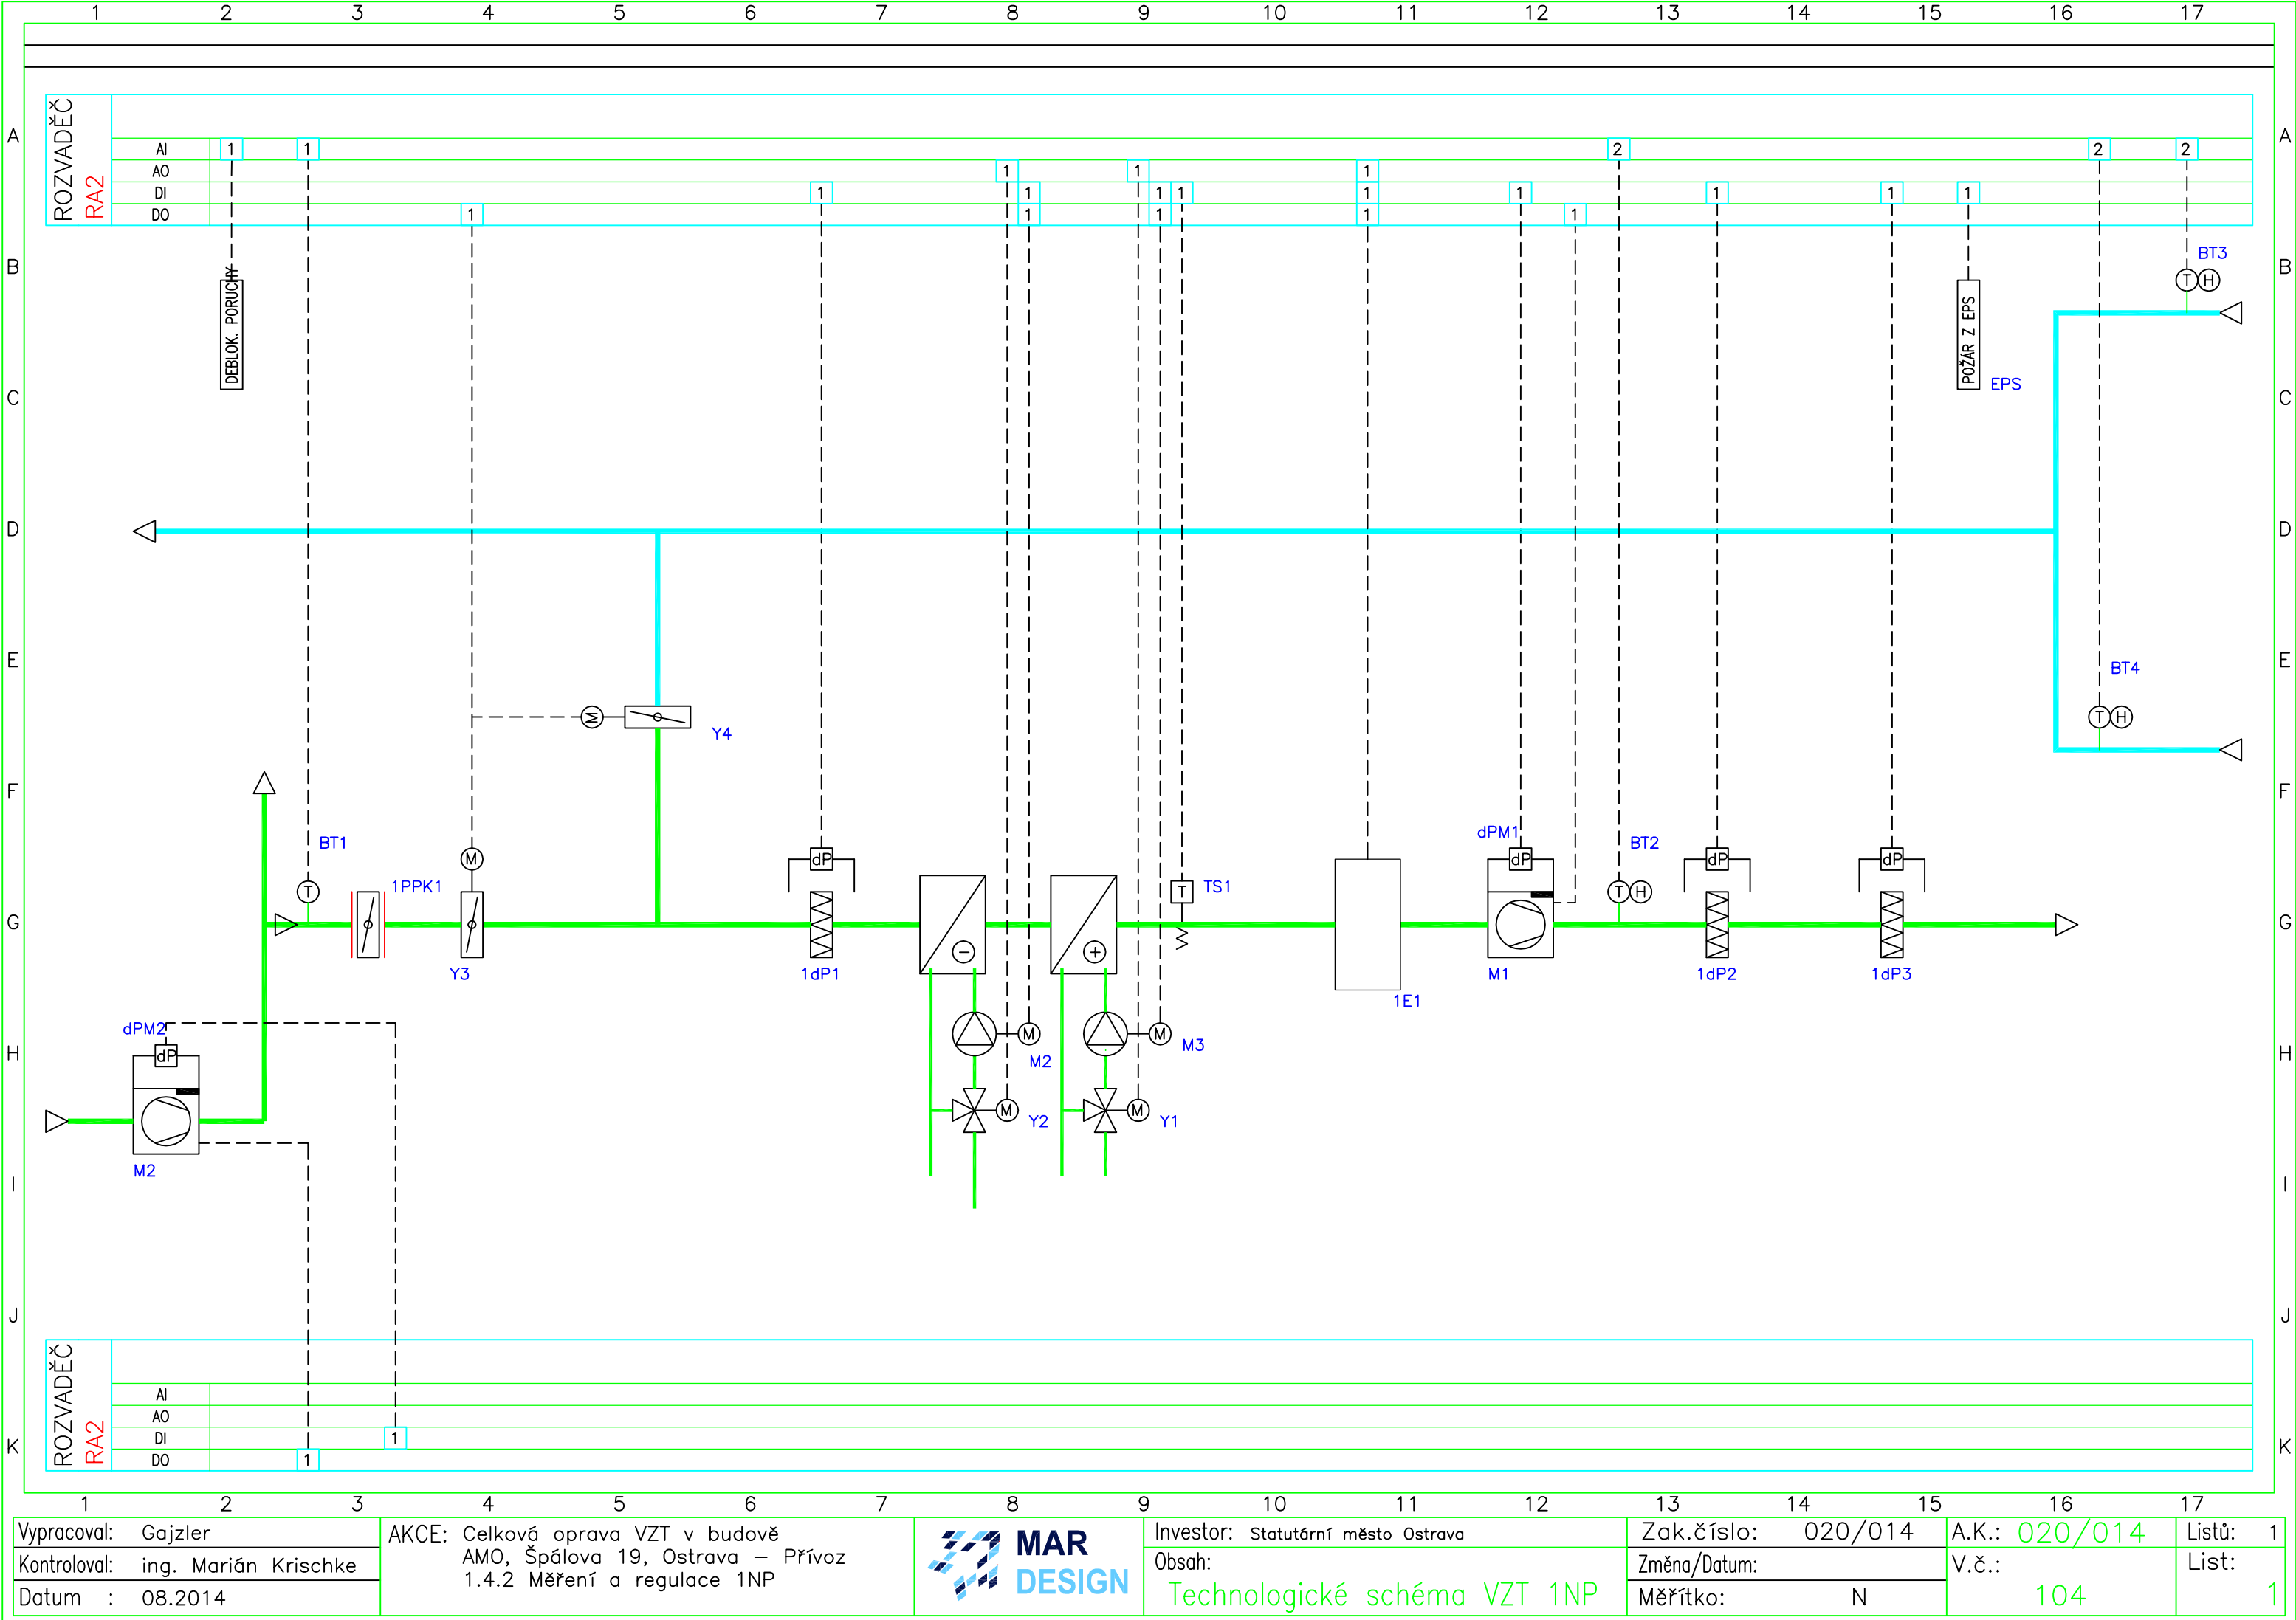 1 2 3 4 5 6 7 8 9 10 11 12 13 14 15 16 17
A A
ROZVADĚČ
RA2
AI 1 1 2 2 2
AO 1 1 1
DI 1 1 1 1 1 1 1 1 1
DO 1 1 1 1 1
B B
DEBLOK. PORUCHY
POŽÁR Z EPS
EPS
BT3
T H
C C
D D
E E
BT4
T H
M
Y4
F F
BT1
T
1PPK1
M
Y3
dP
1dP1
−
+
T
TS1
1E1
dPM1
dP
M1
BT2
T H
dP
1dP2
dP
1dP3
G G
dPM2
dP
M2
H H
M
M2
M
M3
M
Y2
M
Y1
I I
J J
ROZVADĚČ
RA2
AI
AO
DI 1
DO 1
K K
1 2 3 4 5 6 7 8 9 10 11 12 13 14 15 16 17
Vypracoval: Gajzler
Kontroloval: ing. Marián Krischke
Datum : 08.2014
AKCE: Celková oprava VZT v budově
AMO, Špálova 19, Ostrava – Přívoz
1.4.2 Měření a regulace 1NP
MAR
DESIGN
Investor: Statutární město Ostrava
Obsah:
Technologické schéma VZT 1NP
Zak.číslo: 020/014
Změna/Datum:
Měřítko: N
A.K.: 020/014
V.č.:
104
Listů: 1
List:
1